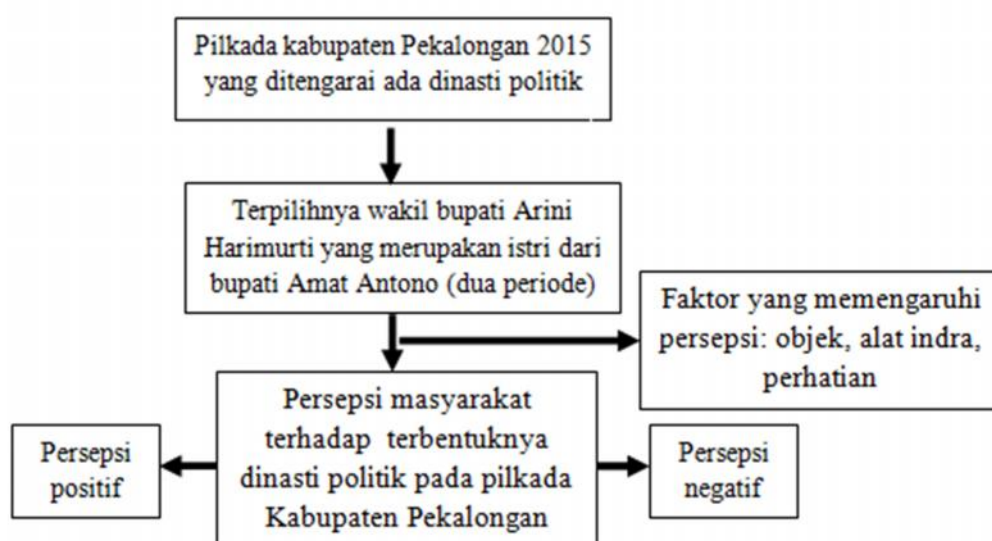 Pilkada kabupaten Pekalongan 2015
yang ditengarai ada dinasti politik
Terpilihnya wakil bupati Arini
Harimurti yang merupakan istri dari
bupati Amat Antono (dua periode)
Faktor yang memengaruhi
persepsi: objek, alat indra,
perhatian
Persepsi masyarakat
terhadap terbentuknya
dinasti politik pada pilkada
Kabupaten Pekalongan
Persepsi
positif
Persepsi
negatif